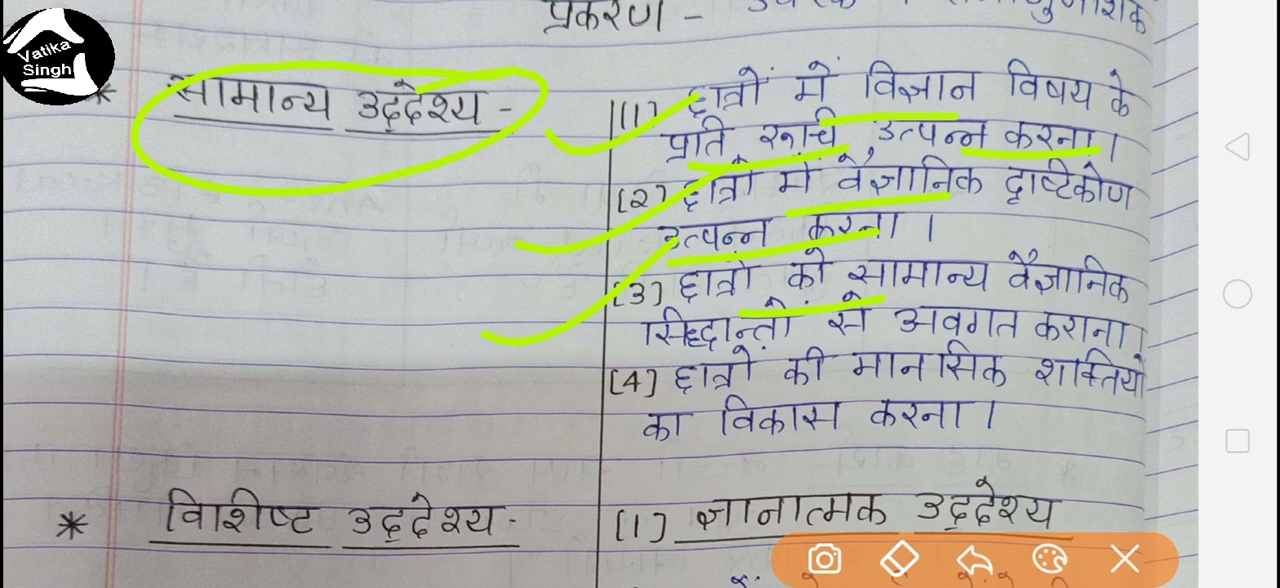 प्रकरण -
Vatika
Singh
* सामान्य उद्देश्य - (1) छात्रों में विज्ञान विषय के
प्रति रूचि उत्पन्न करना।
(2) छात्रों में वैज्ञानिक दृष्टिकोण
उत्पन्न करना।
(3) छात्रों को सामान्य वैज्ञानिक
सिद्धान्तों से अवगत कराना।
(4) छात्रों की मानसिक शक्तियों
का विकास करना।
* विशिष्ट उद्देश्य - (1) ज्ञानात्मक उद्देश्य